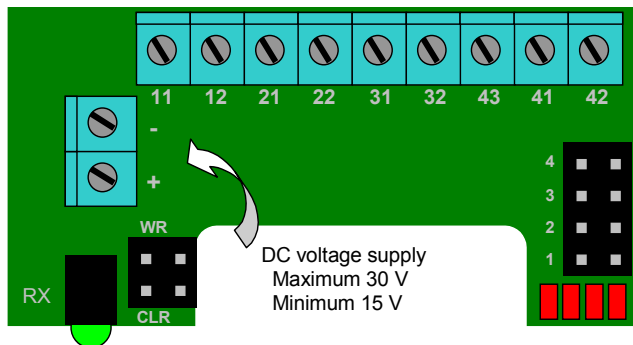 11 12 21 22 31 32 43 41 42
-
+
4
3
2
1
WR
DC voltage supply
Maximum 30 V
Minimum 15 V
RX
CLR